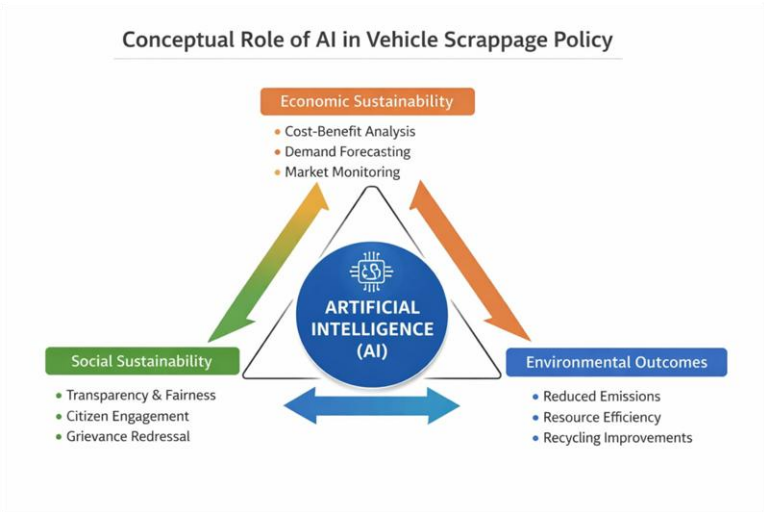 Conceptual Role of AI in Vehicle Scrappage Policy
Economic Sustainability
• Cost-Benefit Analysis
• Demand Forecasting
• Market Monitoring
ARTIFICIAL
INTELLIGENCE
(AI)
Social Sustainability
• Transparency & Fairness
• Citizen Engagement
• Grievance Redressal
Environmental Outcomes
• Reduced Emissions
• Resource Efficiency
• Recycling Improvements